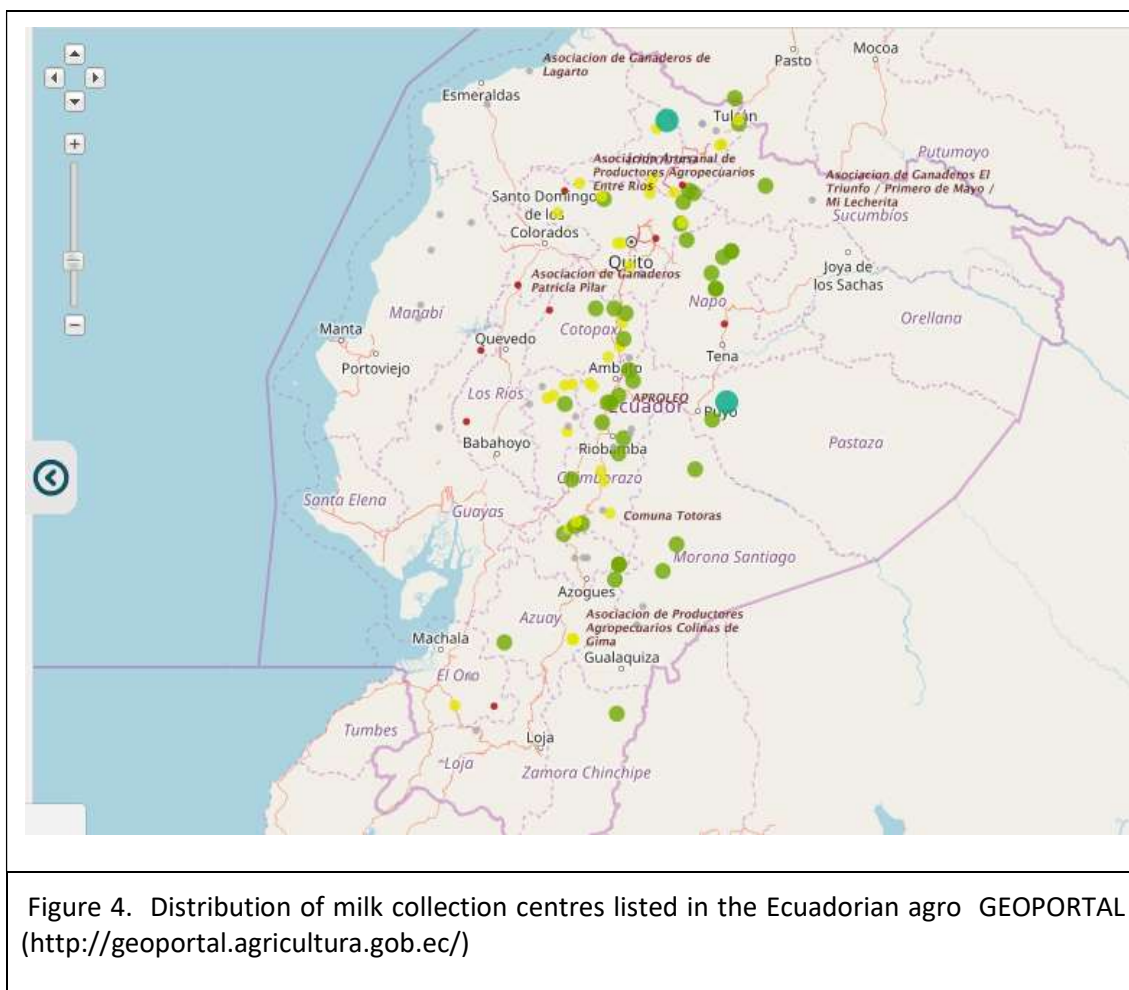 Asociacion de Ganaderos de
Lagarto
Pasto
Mocoa
Esmeraldas
Tulcán
Putumayo
Asociación Artesanal de
Productores Agropecuarios
Entre Rios
Asociacion de Ganaderos El
Triunfo / Primero de Mayo /
Mi Lecherita
Sucumbíos
Santo Domingo
de los
Colorados
Quito
Joya de
los Sachas
Asociacion de Ganaderos
Patricia Pilar
Napo
Manabí
Orellana
Manta
Cotopaxi
Quevedo
Tena
Portoviejo
Ambato
Los Ríos
APROLEQ
Ecuador
Puyo
Pastaza
Babahoyo
Riobamba
Chimborazo
Santa Elena
Guayas
Comuna Totoras
Morona Santiago
Azogues
Azuay
Asociacion de Productores
Agropecuarios Colinas de
Gima
Machala
Gualaquiza
El Oro
Tumbes
Loja
~Loja
Zamora Chinchipe
Figure 4. Distribution of milk collection centres listed in the Ecuadorian agro GEOPORTAL
(http://geoportal.agricultura.gob.ec/)